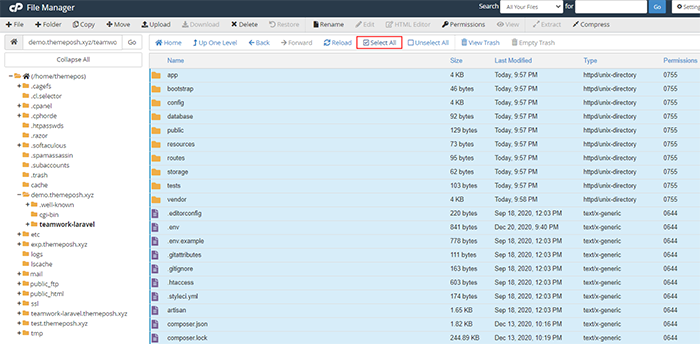 cP File Manager Search All Your Files for Go Settings
File Folder Copy Move Upload Download Delete Restore Rename Edit HTML Editor Permissions View Extract Compress
demo.themeposh.xyz/teamwo Go Home Up One Level Back Forward Reload Select All Unselect All View Trash Empty Trash
Collapse All
(/home/themepos)
.cagefs
.cl.selector
.cpanel
.cphorde
.htpasswds
.razor
.softaculous
.spamassassin
.subaccounts
.trash
cache
demo.themeposh.xyz
.well-known
cgi-bin
teamwork-laravel
etc
exp.themeposh.xyz
logs
lscache
mail
public_ftp
public_html
ssl
teamwork-laravel.themeposh.xyz
test.themeposh.xyz
tmp
Name Size Last Modified Type Permissions
app 4 KB Today, 9:57 PM httpd/unix-directory 0755
bootstrap 46 bytes Today, 9:57 PM httpd/unix-directory 0755
config 4 KB Today, 9:57 PM httpd/unix-directory 0755
database 92 bytes Today, 9:57 PM httpd/unix-directory 0755
public 129 bytes Today, 9:57 PM httpd/unix-directory 0755
resources 73 bytes Today, 9:57 PM httpd/unix-directory 0755
routes 95 bytes Today, 9:57 PM httpd/unix-directory 0755
storage 62 bytes Today, 9:57 PM httpd/unix-directory 0755
tests 103 bytes Today, 9:57 PM httpd/unix-directory 0755
vendor 4 KB Today, 9:58 PM httpd/unix-directory 0755
.editorconfig 220 bytes Sep 18, 2020, 12:03 PM text/x-generic 0644
.env 841 bytes Dec 20, 2020, 9:40 PM text/x-generic 0644
.env.example 778 bytes Sep 18, 2020, 12:03 PM text/x-generic 0644
.gitattributes 111 bytes Sep 18, 2020, 12:03 PM text/x-generic 0644
.gitignore 163 bytes Sep 18, 2020, 12:03 PM text/x-generic 0644
.htaccess 603 bytes Sep 18, 2020, 12:03 PM text/x-generic 0644
.styleci.yml 174 bytes Sep 18, 2020, 12:03 PM text/x-generic 0644
artisan 1.65 KB Sep 18, 2020, 12:03 PM text/x-generic 0644
composer.json 1.82 KB Dec 13, 2020, 10:16 PM text/x-generic 0644
composer.lock 244.89 KB Dec 13, 2020, 10:19 PM text/x-generic 0644